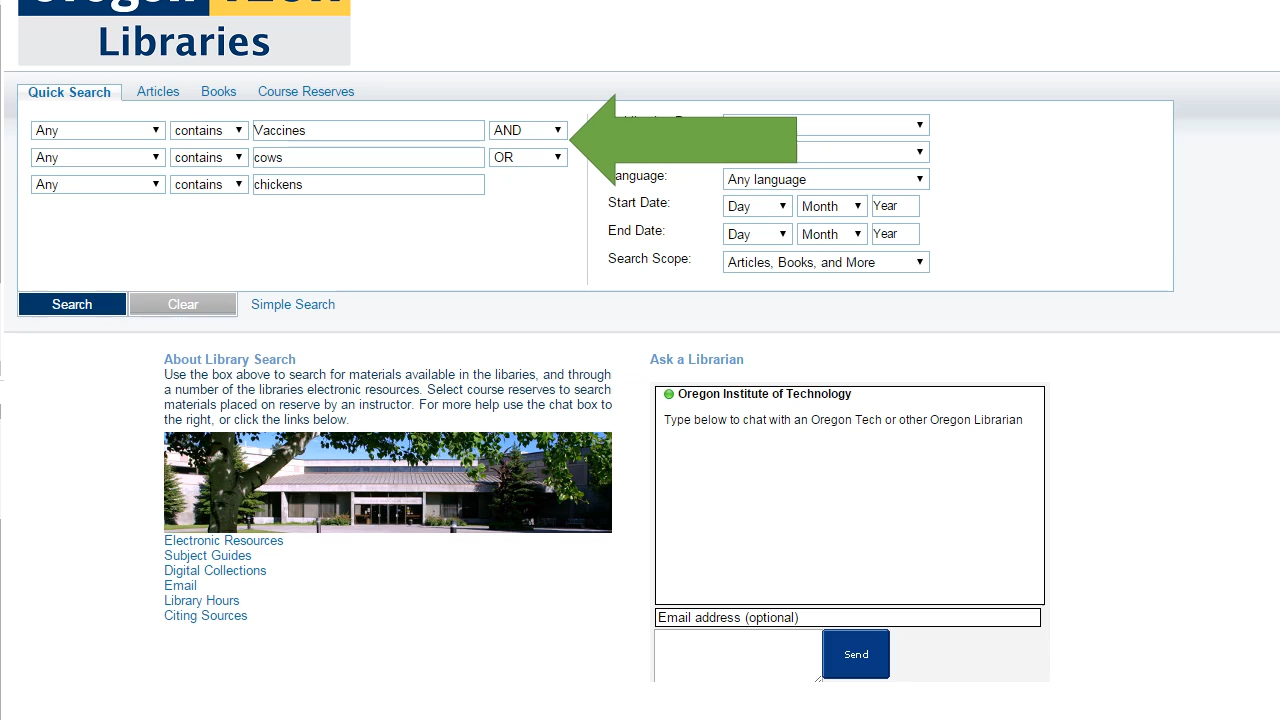 Libraries
Quick Search Articles Books Course Reserves
Any contains Vaccines AND
Any contains cows OR
Any contains chickens
Language: Any language
Start Date: Day Month Year
End Date: Day Month Year
Search Scope: Articles, Books, and More
Search Clear Simple Search
About Library Search
Use the box above to search for materials available in the libaries, and through
a number of the libraries electronic resources. Select course reserves to search
materials placed on reserve by an instructor. For more help use the chat box to
the right, or click the links below.
Electronic Resources
Subject Guides
Digital Collections
Email
Library Hours
Citing Sources
Ask a Librarian
Oregon Institute of Technology
Type below to chat with an Oregon Tech or other Oregon Librarian
Email address (optional)
Send